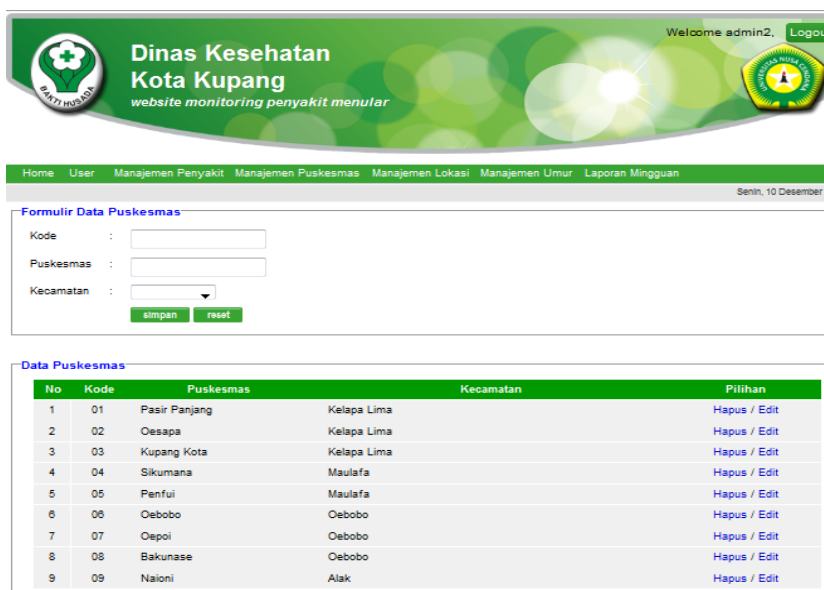 Welcome admin2, Logou
Dinas Kesehatan
Kota Kupang
website monitoring penyakit menular
BAKTI HUSADA
UNIVERSITAS NUSA CENDANA
Home User Manajemen Penyakit Manajemen Puskesmas Manajemen Lokasi Manajemen Umur Laporan Mingguan
Senin, 10 Desember
Formulir Data Puskesmas
Kode :
Puskesmas :
Kecamatan :
simpan reset
Data Puskesmas
No Kode Puskesmas Kecamatan Pilihan
1 01 Pasir Panjang Kelapa Lima Hapus / Edit
2 02 Oesapa Kelapa Lima Hapus / Edit
3 03 Kupang Kota Kelapa Lima Hapus / Edit
4 04 Sikumana Maulafa Hapus / Edit
5 05 Penfui Maulafa Hapus / Edit
6 06 Oebobo Oebobo Hapus / Edit
7 07 Oepoi Oebobo Hapus / Edit
8 08 Bakunase Oebobo Hapus / Edit
9 09 Naioni Alak Hapus / Edit